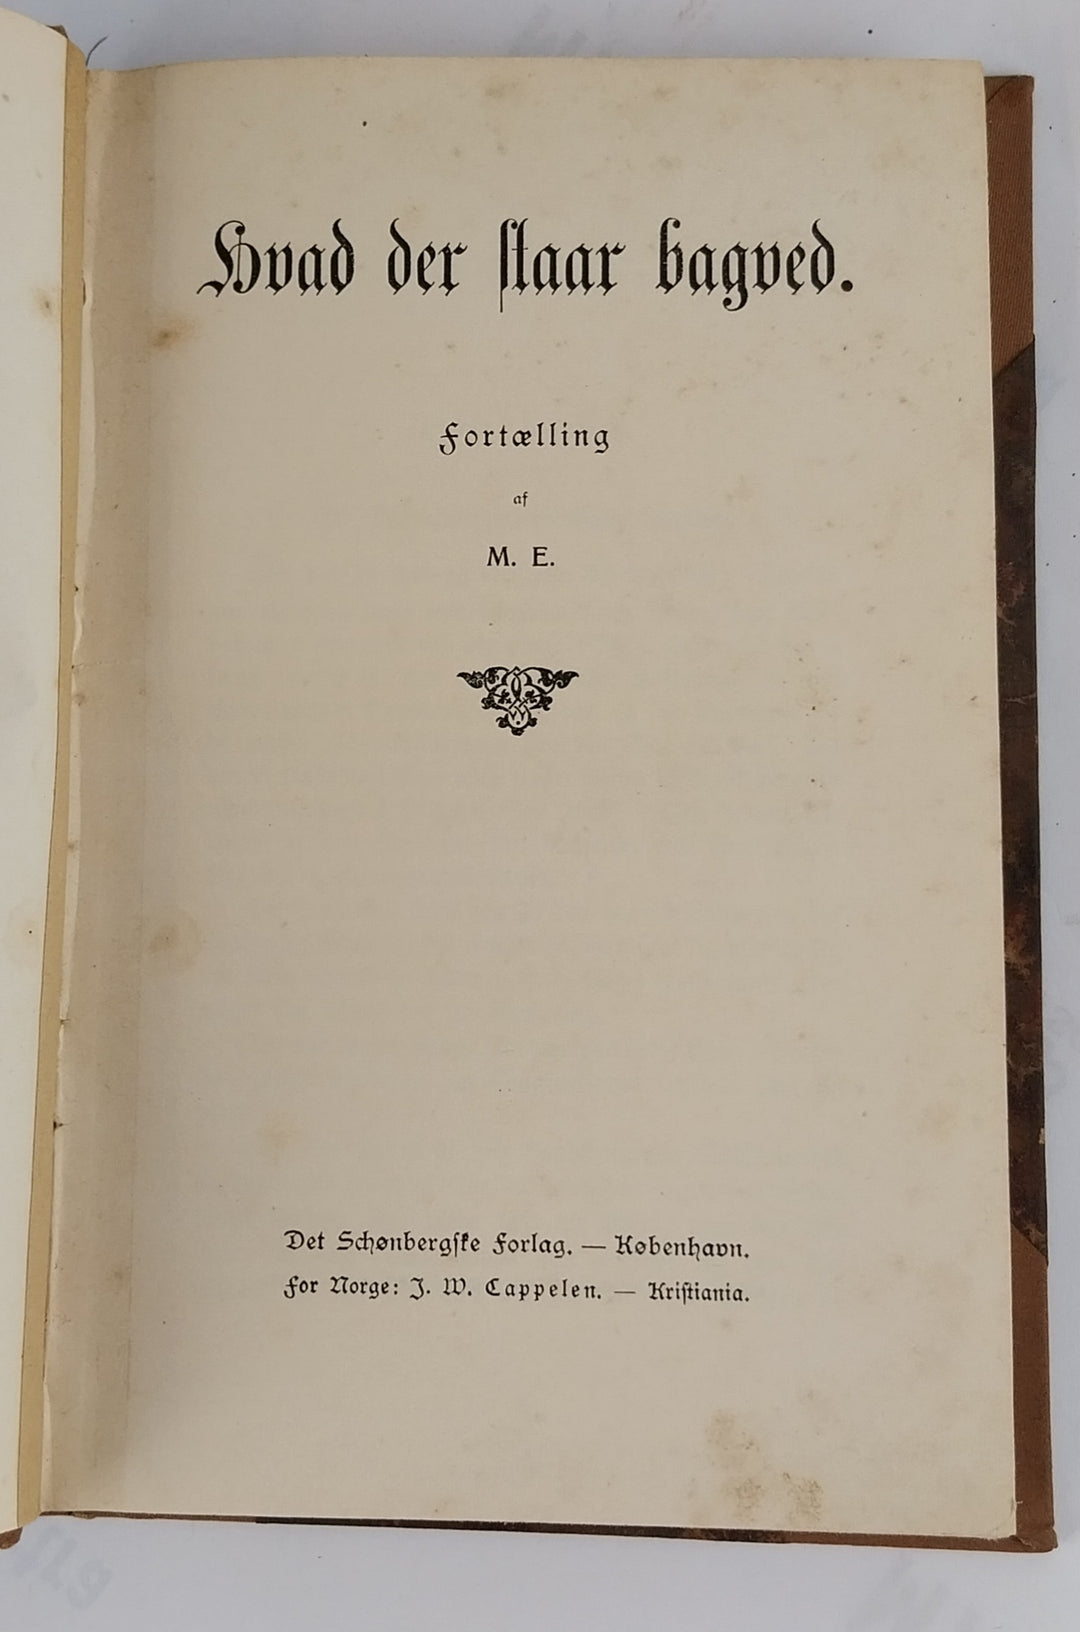 Hvad der staar bagved.
Fortælling
af
M. E.
Det Schønbergske Forlag. — København.
For Norge: J. W. Cappelen. — Kristiania.